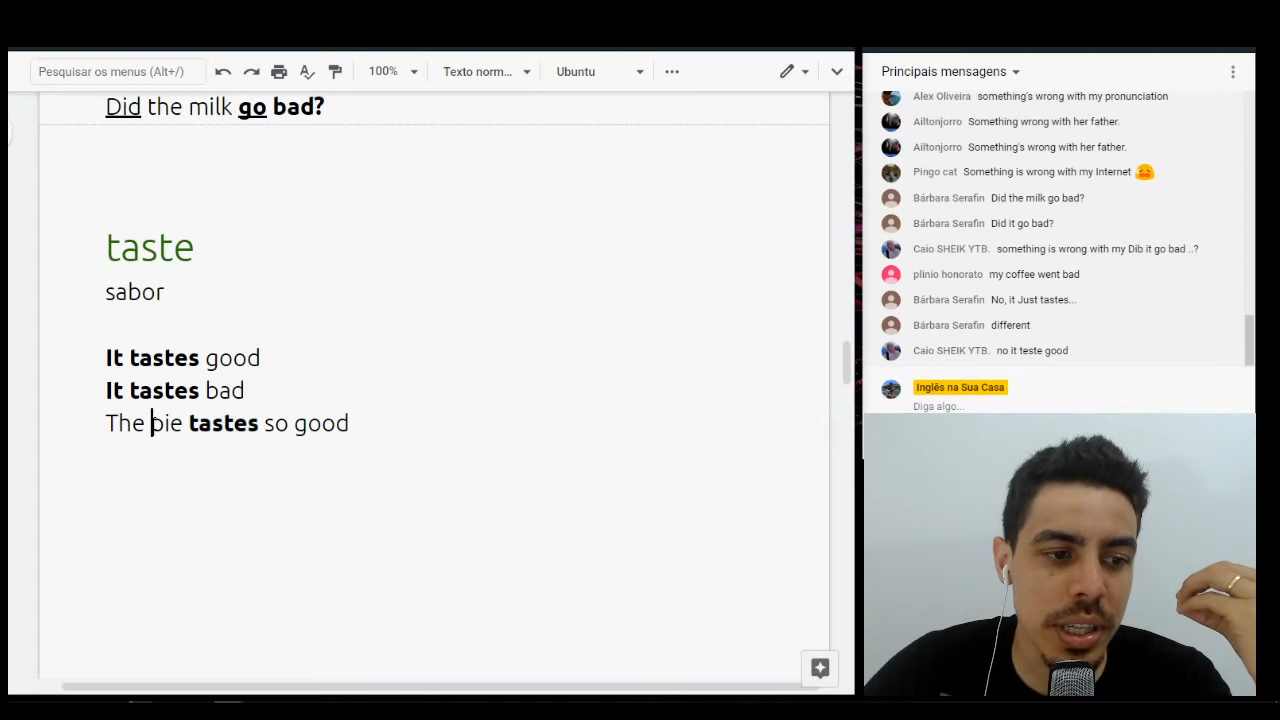 Pesquisar os menus (Alt+/)
100%
Texto norm...
Ubuntu
Did the milk go bad?
taste
sabor
It tastes good
It tastes bad
The pie tastes so good
Principais mensagens
Alex Oliveira something's wrong with my pronunciation
Ailtonjorro Something wrong with her father.
Ailtonjorro Something's wrong with her father.
Pingo cat Something is wrong with my Internet
Bárbara Serafin Did the milk go bad?
Bárbara Serafin Did it go bad?
Caio SHEIK YTB. something is wrong with my Dib it go bad ..?
plinio honorato my coffee went bad
Bárbara Serafin No, it Just tastes...
Bárbara Serafin different
Caio SHEIK YTB. no it teste good
Inglês na Sua Casa
Diga algo...